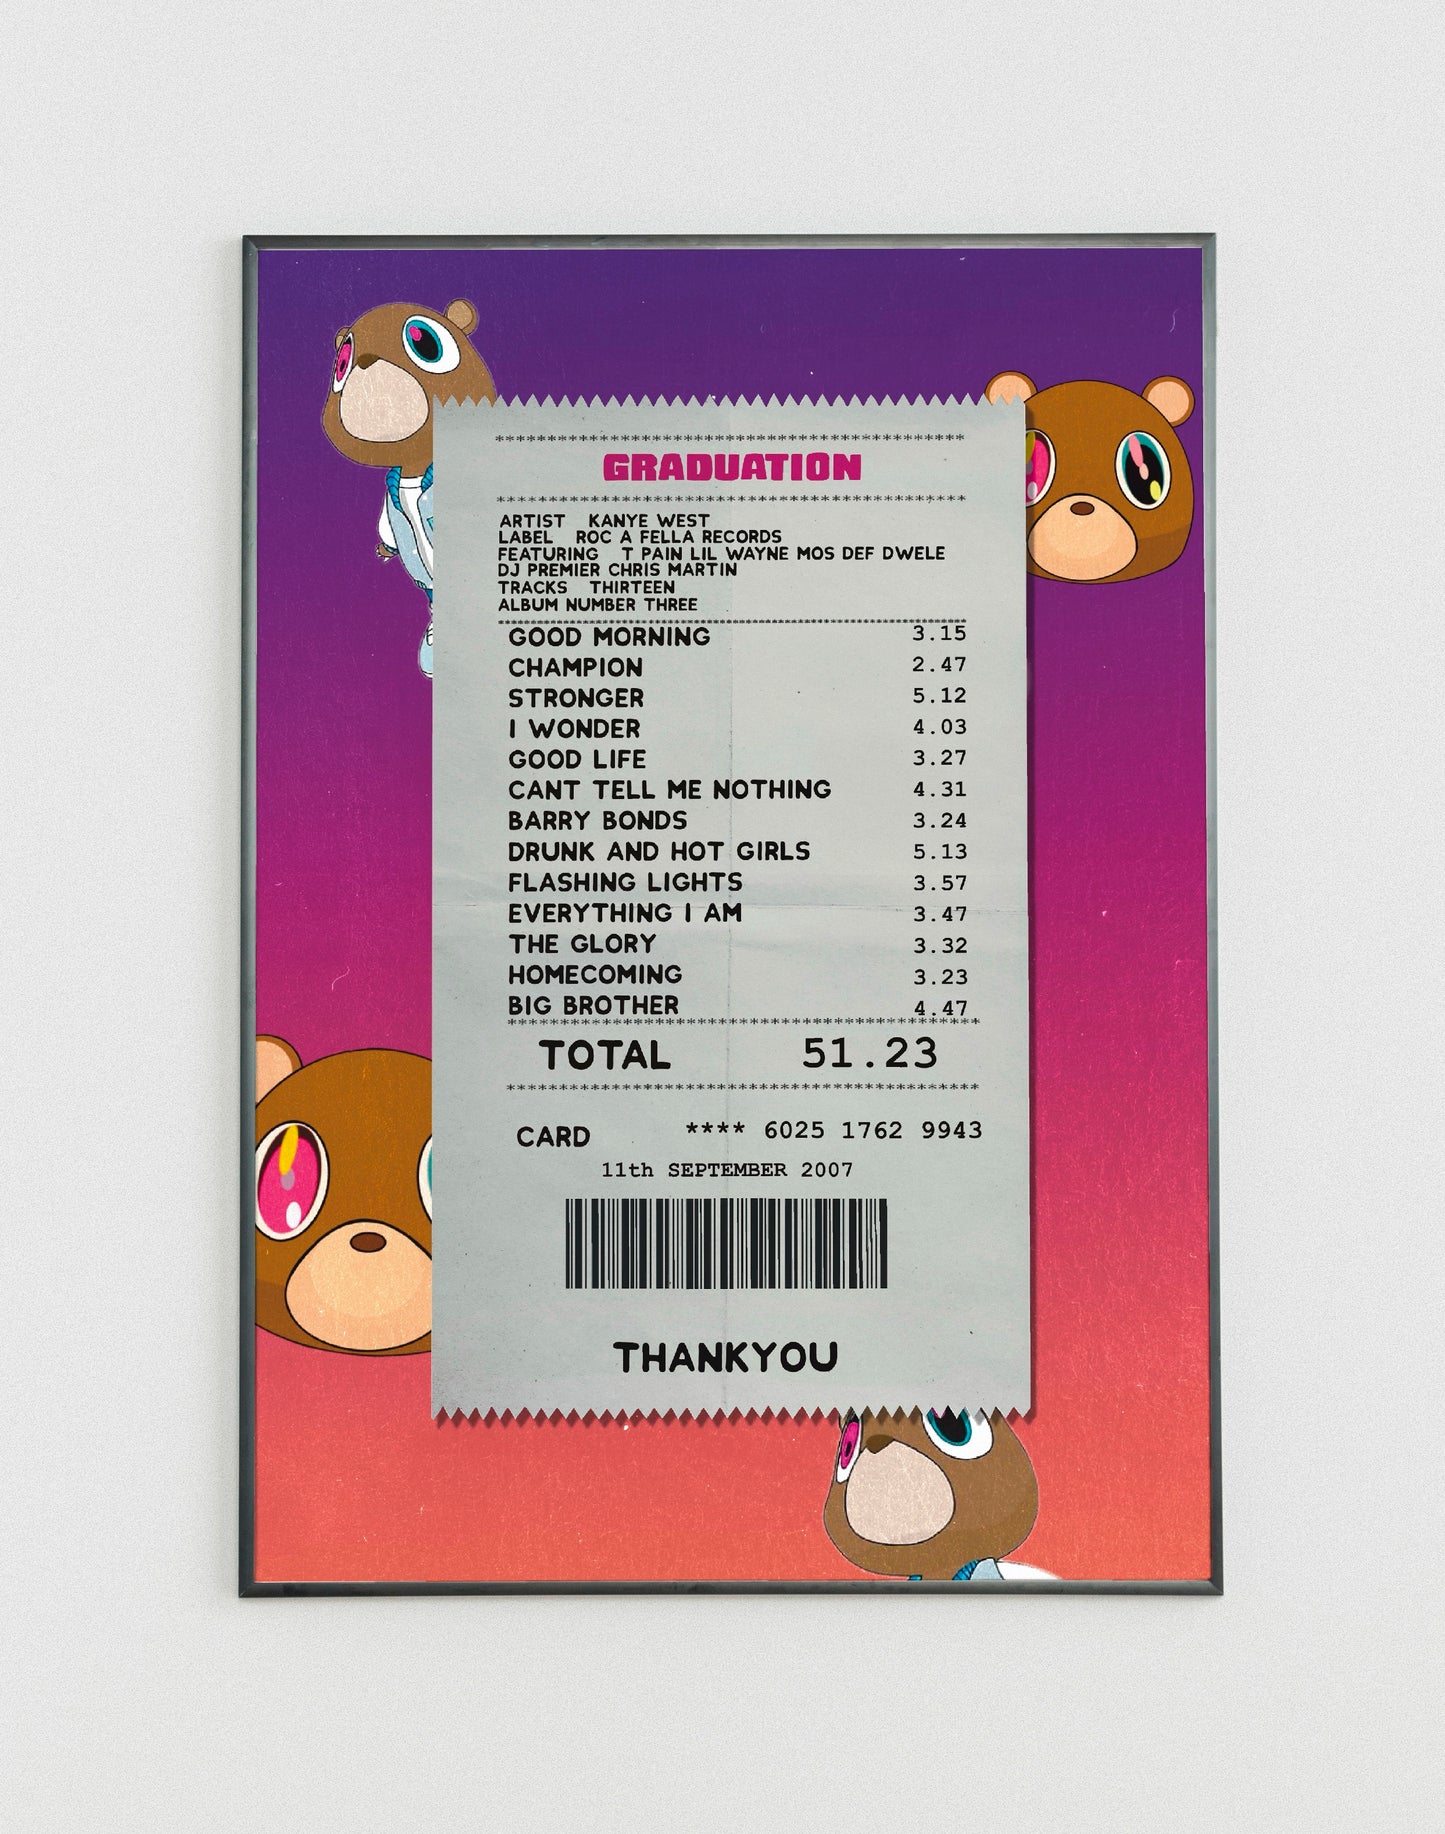 *********************************************
GRADUATION
*********************************************
ARTIST KANYE WEST
LABEL ROC A FELLA RECORDS
FEATURING T PAIN LIL WAYNE MOS DEF DWELE
DJ PREMIER CHRIS MARTIN
TRACKS THIRTEEN
ALBUM NUMBER THREE
GOOD MORNING 3.15
CHAMPION 2.47
STRONGER 5.12
I WONDER 4.03
GOOD LIFE 3.27
CANT TELL ME NOTHING 4.31
BARRY BONDS 3.24
DRUNK AND HOT GIRLS 5.13
FLASHING LIGHTS 3.57
EVERYTHING I AM 3.47
THE GLORY 3.32
HOMECOMING 3.23
BIG BROTHER 4.47
*********************************************
TOTAL 51.23
*********************************************
CARD **** 6025 1762 9943
11th SEPTEMBER 2007
THANKYOU